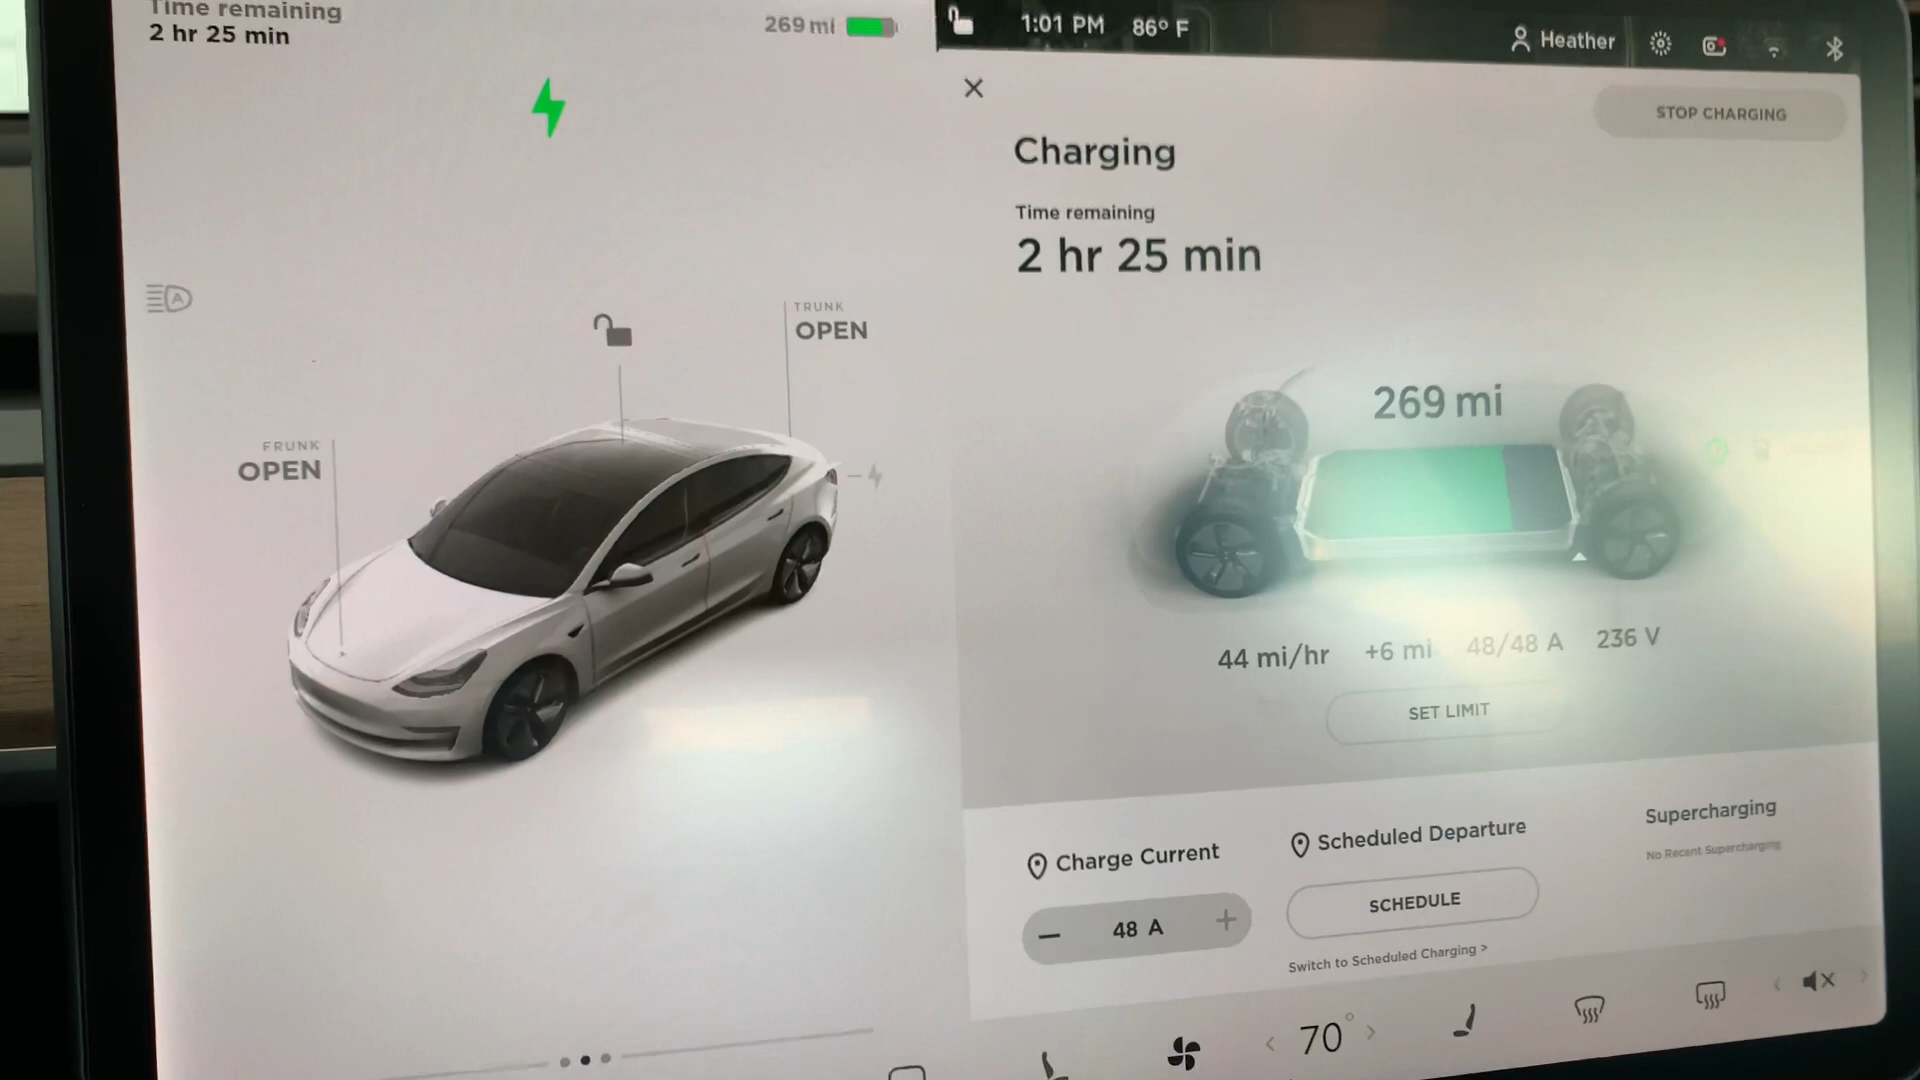 Time remaining
2 hr 25 min
269 mi
1:01 PM
86° F
Heather
STOP CHARGING
Charging
Time remaining
2 hr 25 min
A
TRUNK
OPEN
FRUNK
OPEN
269 mi
44 mi/hr
+6 mi
48/48 A
236 V
SET LIMIT
Charge Current
48 A
Scheduled Departure
SCHEDULE
Switch to Scheduled Charging >
Supercharging
No Recent Supercharging
70°